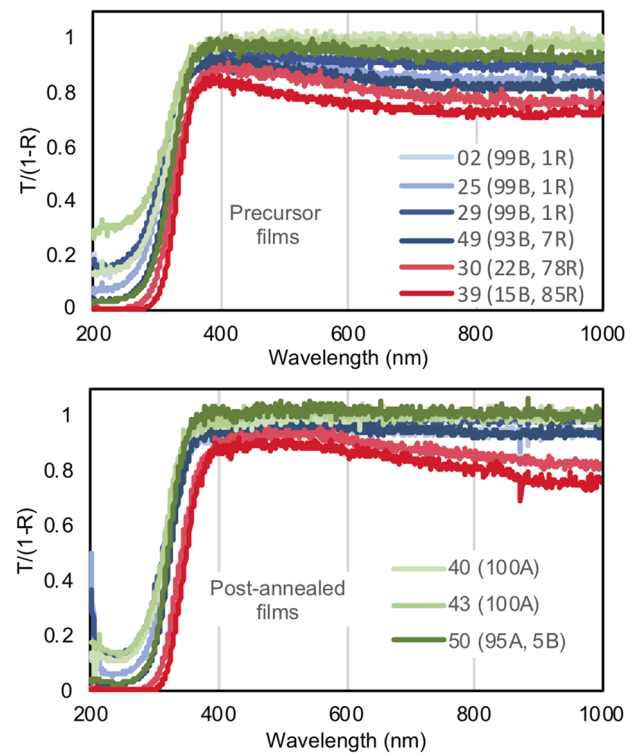 1
0.8
0.6
0.4
0.2
0
T/(1-R)
Precursor
films
02 (99B, 1R)
25 (99B, 1R)
29 (99B, 1R)
49 (93B, 7R)
30 (22B, 78R)
39 (15B, 85R)
200 400 600 800 1000
Wavelength (nm)
1
0.8
0.6
0.4
0.2
0
T/(1-R)
Post-annealed
films
40 (100A)
43 (100A)
50 (95A, 5B)
200 400 600 800 1000
Wavelength (nm)